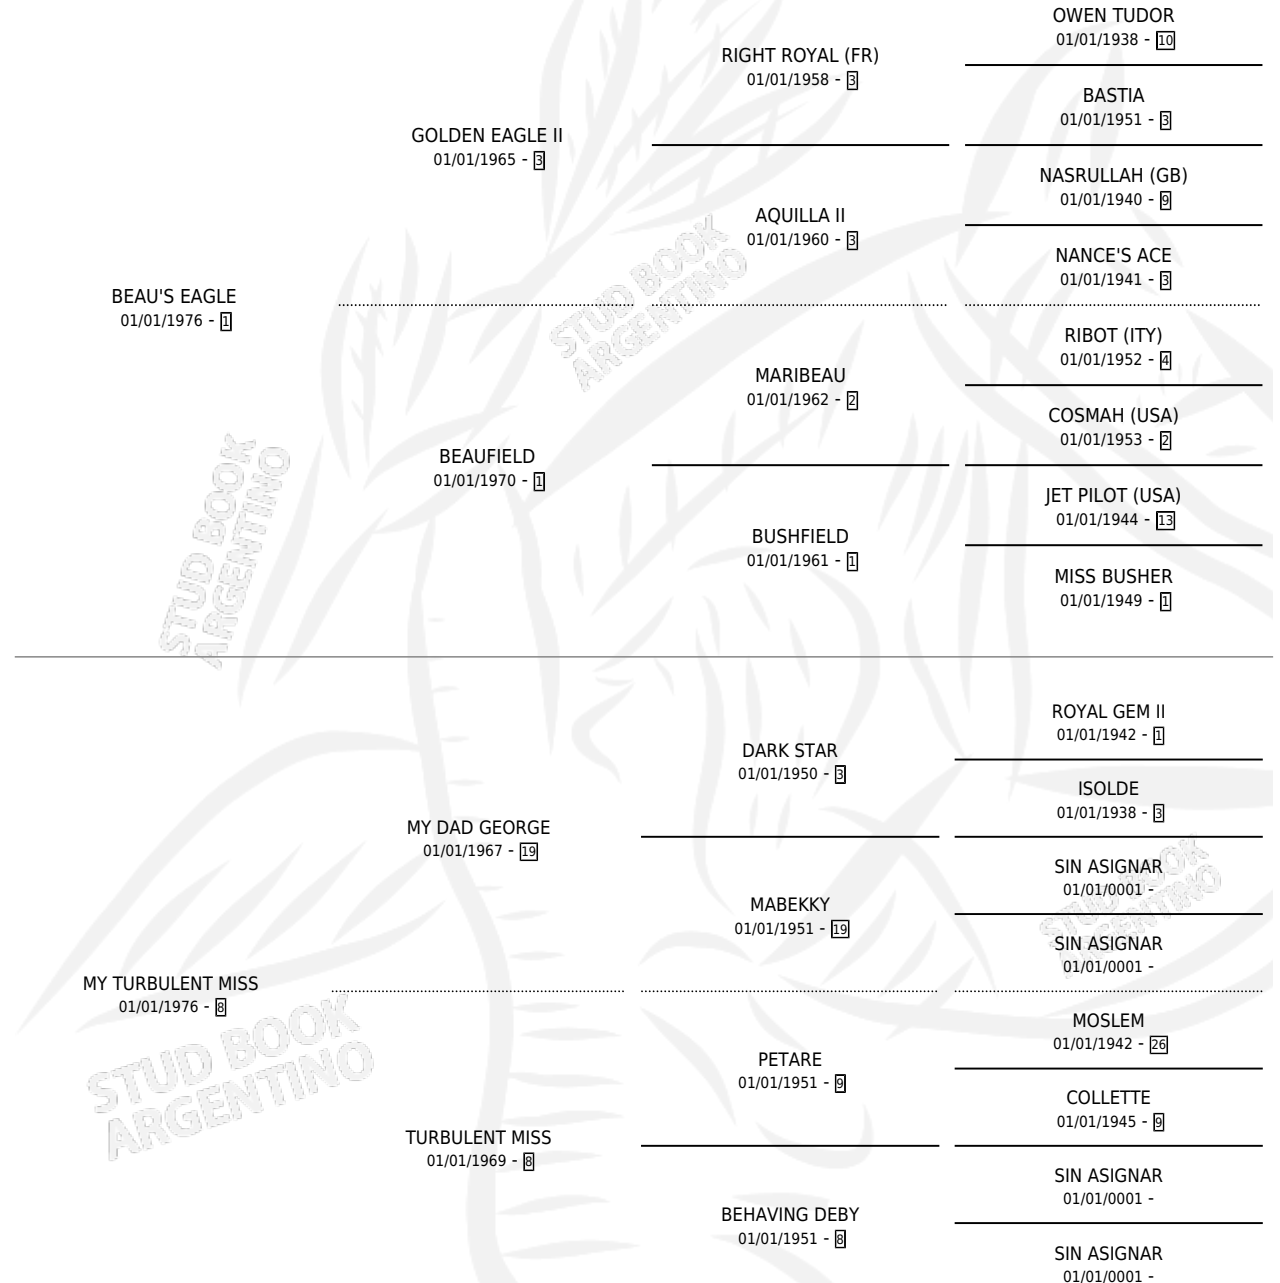 OWEN TUDOR
01/01/1938 - 10
RIGHT ROYAL (FR)
01/01/1958 - 3
BASTIA
01/01/1951 - 3
GOLDEN EAGLE II
01/01/1965 - 3
NASRULLAH (GB)
01/01/1940 - 9
AQUILLA II
01/01/1960 - 3
NANCE'S ACE
01/01/1941 - 3
BEAU'S EAGLE
01/01/1976 - 1
RIBOT (ITY)
01/01/1952 - 4
MARIBEAU
01/01/1962 - 2
COSMAH (USA)
01/01/1953 - 2
BEAUFIELD
01/01/1970 - 1
JET PILOT (USA)
01/01/1944 - 13
BUSHFIELD
01/01/1961 - 1
MISS BUSHER
01/01/1949 - 1
STUD BOOK
ARGENTINO
STUD BOOK
ARGENTINO
ROYAL GEM II
01/01/1942 - 1
DARK STAR
01/01/1950 - 3
ISOLDE
01/01/1938 - 3
MY DAD GEORGE
01/01/1967 - 19
SIN ASIGNAR
01/01/0001 -
MABEKKY
01/01/1951 - 19
SIN ASIGNAR
01/01/0001 -
MY TURBULENT MISS
01/01/1976 - 8
MOSLEM
01/01/1942 - 26
PETARE
01/01/1951 - 9
COLLETTE
01/01/1945 - 9
TURBULENT MISS
01/01/1969 - 8
SIN ASIGNAR
01/01/0001 -
BEHAVING DEBY
01/01/1951 - 8
SIN ASIGNAR
01/01/0001 -
STUD BOOK
ARGENTINO
STUD BOOK
ARGENTINO